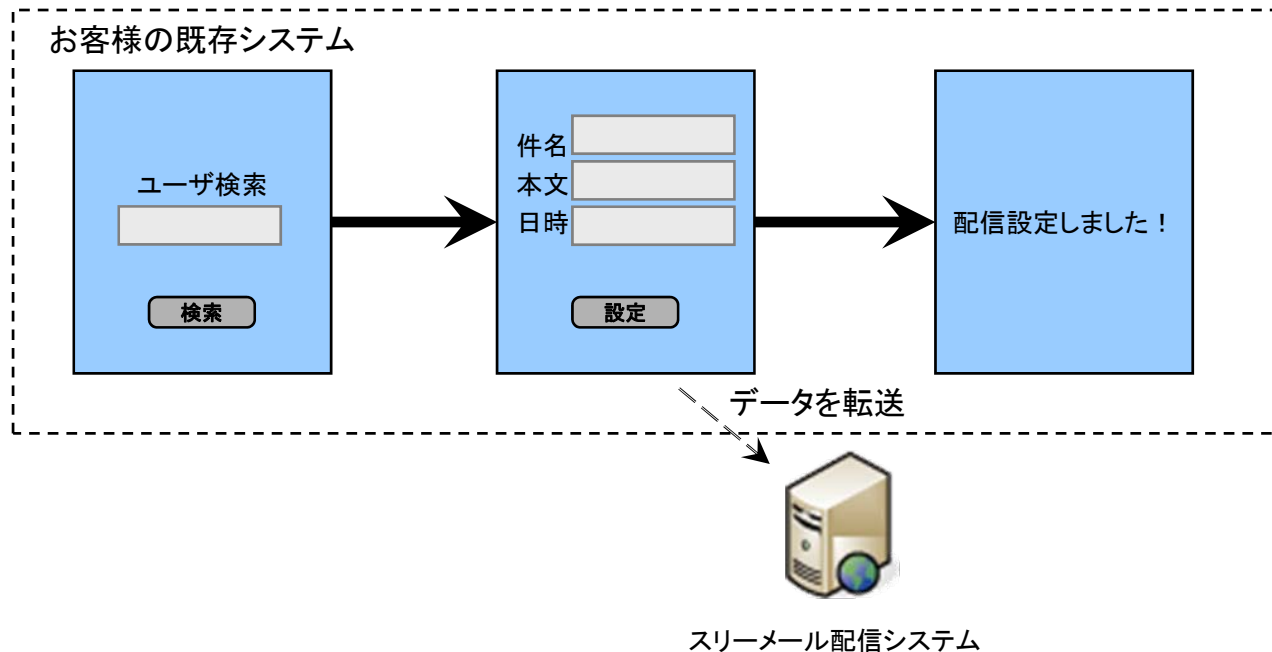 お客様の既存システム
ユーザ検索
検索
件名
本文
日時
設定
配信設定しました！
データを転送
スリーメール配信システム